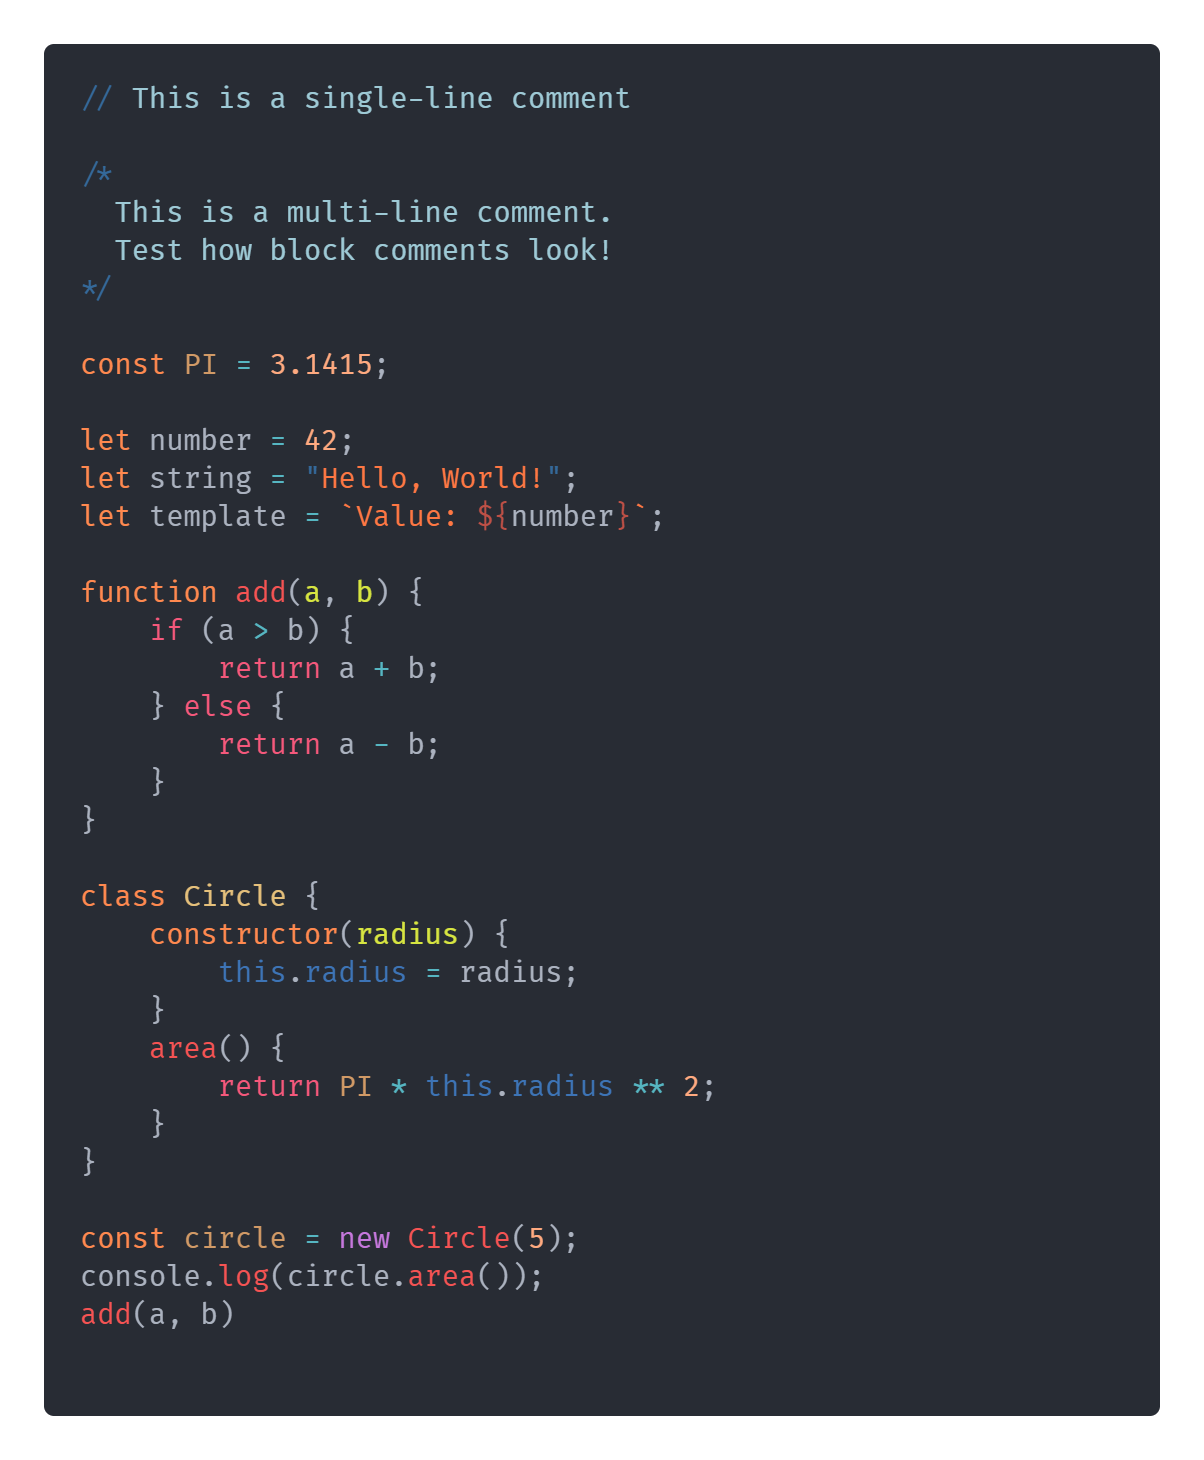 // This is a single-line comment

/*
  This is a multi-line comment.
  Test how block comments look!
*/

const PI = 3.1415;

let number = 42;
let string = "Hello, World!";
let template = `Value: ${number}`;

function add(a, b) {
    if (a > b) {
        return a + b;
    } else {
        return a - b;
    }
}

class Circle {
    constructor(radius) {
        this.radius = radius;
    }
    area() {
        return PI * this.radius ** 2;
    }
}

const circle = new Circle(5);
console.log(circle.area());
add(a, b)